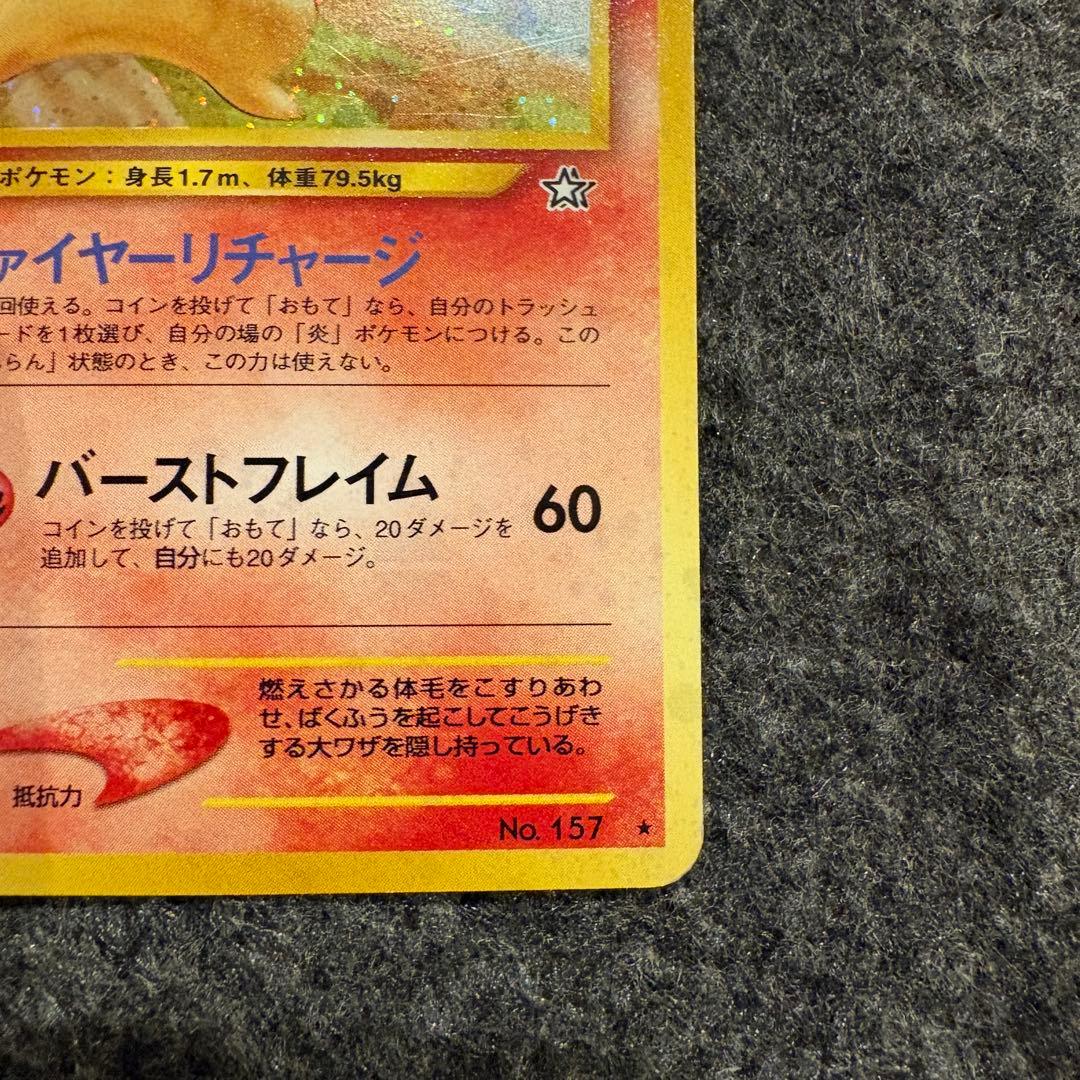 ポケモン：身長1.7m、体重79.5kg
ァイヤーリチャージ
回使える。コインを投げて「おもて」なら、自分のトラッシュ
ードを1枚選び、自分の場の「炎」ポケモンにつける。この
らん」状態のとき、この力は使えない。
バーストフレイム 60
コインを投げて「おもて」なら、20ダメージを
追加して、自分にも20ダメージ。
燃えさかる体毛をこすりあわ
せ、ばくふうを起こしてこうげき
する大ワザを隠し持っている。
抵抗力
No. 157 ★